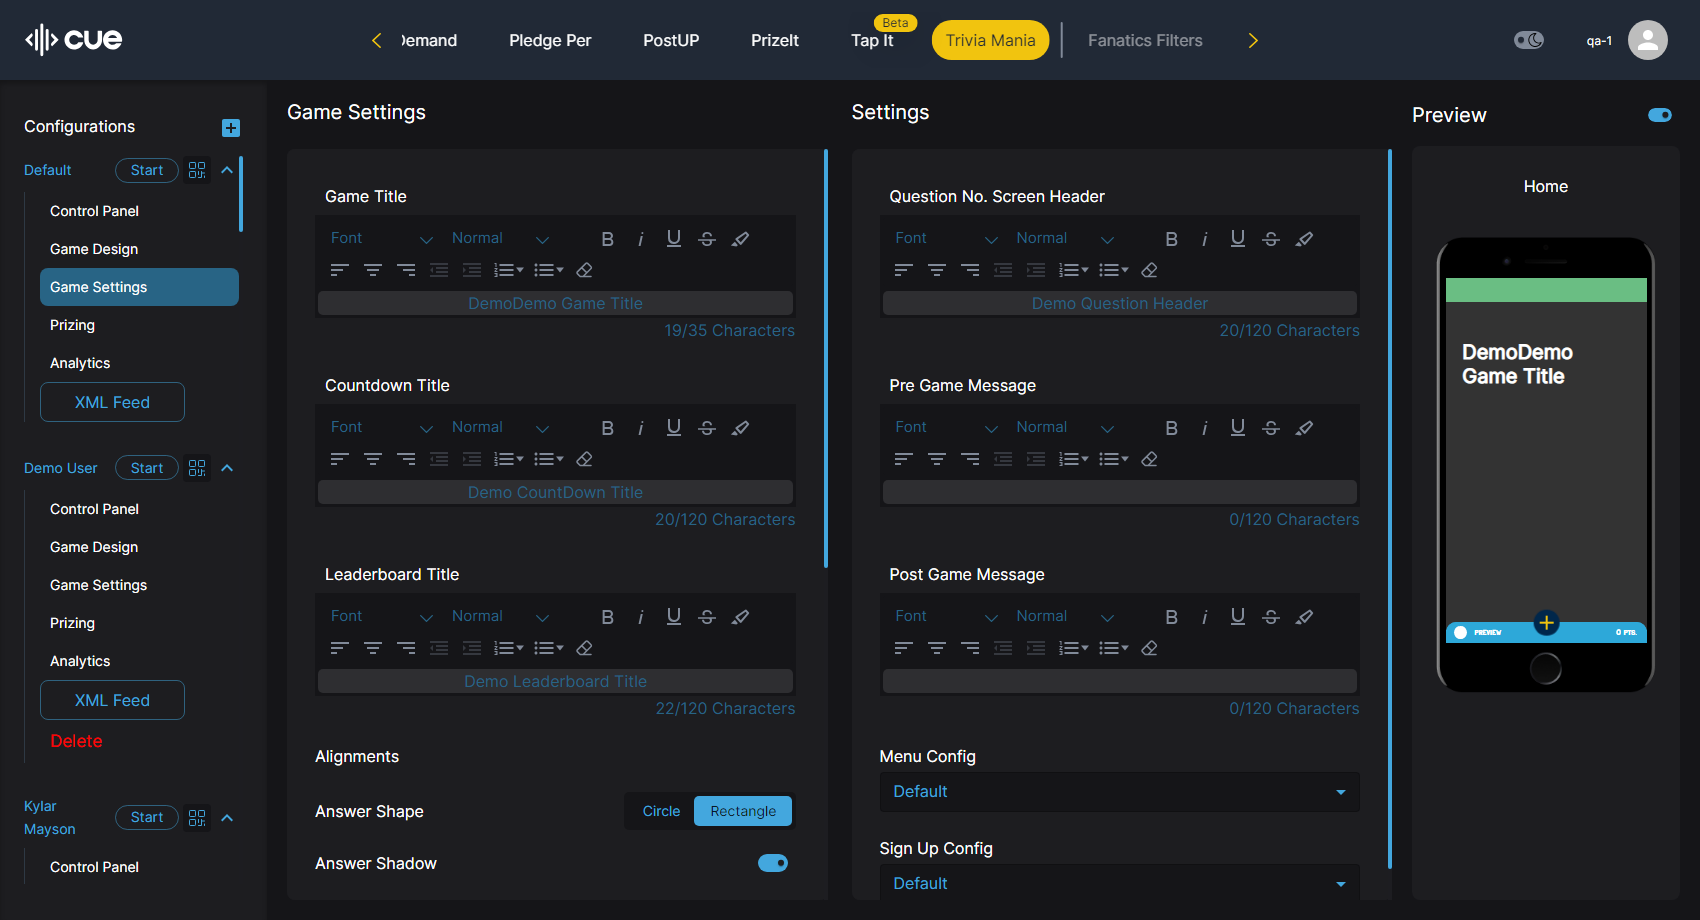 cue
Demand
Pledge Per
PostUP
PrizeIt
Tap It
Beta
Trivia Mania
Fanatics Filters
qa-1
Configurations
Default
Start
Control Panel
Game Design
Game Settings
Prizing
Analytics
XML Feed
Demo User
Start
Control Panel
Game Design
Game Settings
Prizing
Analytics
XML Feed
Delete
Kylar
Mayson
Start
Control Panel
Game Settings
Game Title
Font
Normal
DemoDemo Game Title
19/35 Characters
Countdown Title
Font
Normal
Demo CountDown Title
20/120 Characters
Leaderboard Title
Font
Normal
Demo Leaderboard Title
22/120 Characters
Alignments
Answer Shape
Circle
Rectangle
Answer Shadow
Settings
Question No. Screen Header
Font
Normal
Demo Question Header
20/120 Characters
Pre Game Message
Font
Normal
0/120 Characters
Post Game Message
Font
Normal
0/120 Characters
Menu Config
Default
Sign Up Config
Default
Preview
Home
DemoDemo
Game Title
PREVIEW
0 PTS.